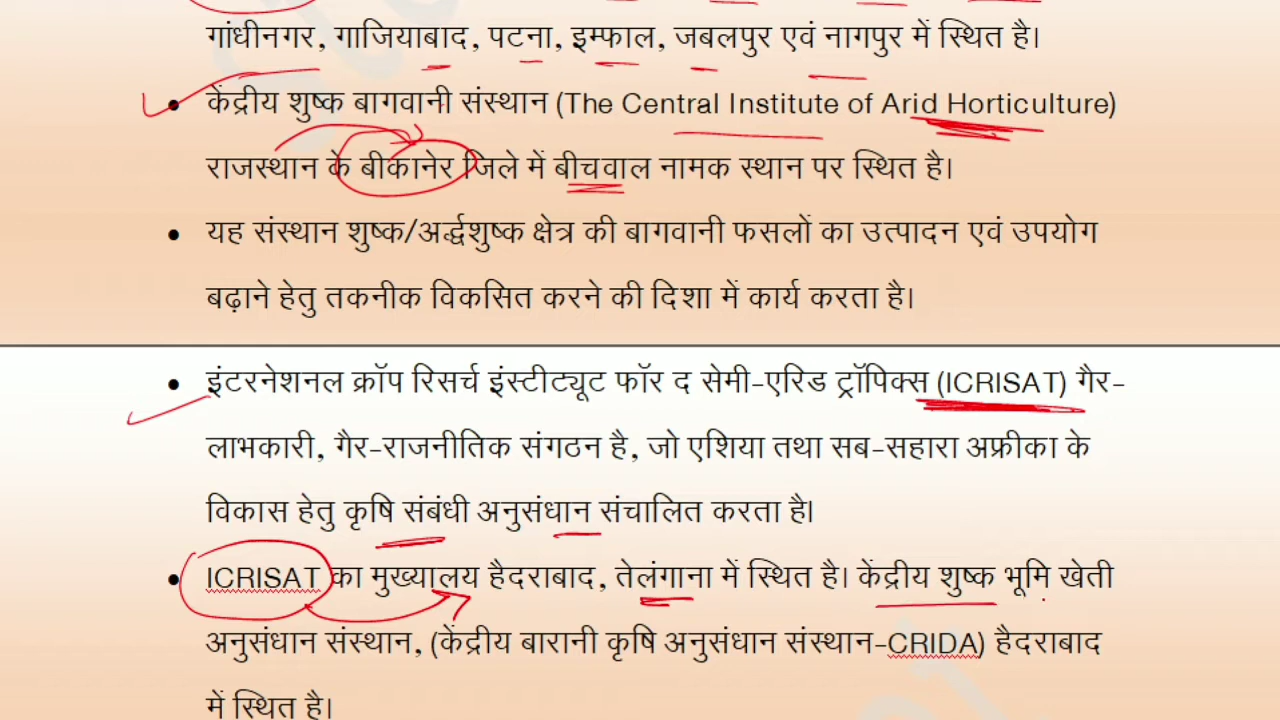 गांधीनगर, गाजियाबाद, पटना, इम्फाल, जबलपुर एवं नागपुर में स्थित है।
• केंद्रीय शुष्क बागवानी संस्थान (The Central Institute of Arid Horticulture)
राजस्थान के बीकानेर जिले में बीचवाल नामक स्थान पर स्थित है।
• यह संस्थान शुष्क/अर्द्धशुष्क क्षेत्र की बागवानी फसलों का उत्पादन एवं उपयोग
बढ़ाने हेतु तकनीक विकसित करने की दिशा में कार्य करता है।
• इंटरनेशनल क्रॉप रिसर्च इंस्टीट्यूट फॉर द सेमी-एरिड ट्रॉपिक्स (ICRISAT) गैर-
लाभकारी, गैर-राजनीतिक संगठन है, जो एशिया तथा सब-सहारा अफ्रीका के
विकास हेतु कृषि संबंधी अनुसंधान संचालित करता है।
• ICRISAT का मुख्यालय हैदराबाद, तेलंगाना में स्थित है। केंद्रीय शुष्क भूमि खेती
अनुसंधान संस्थान, (केंद्रीय बारानी कृषि अनुसंधान संस्थान-CRIDA) हैदराबाद
में स्थित है।